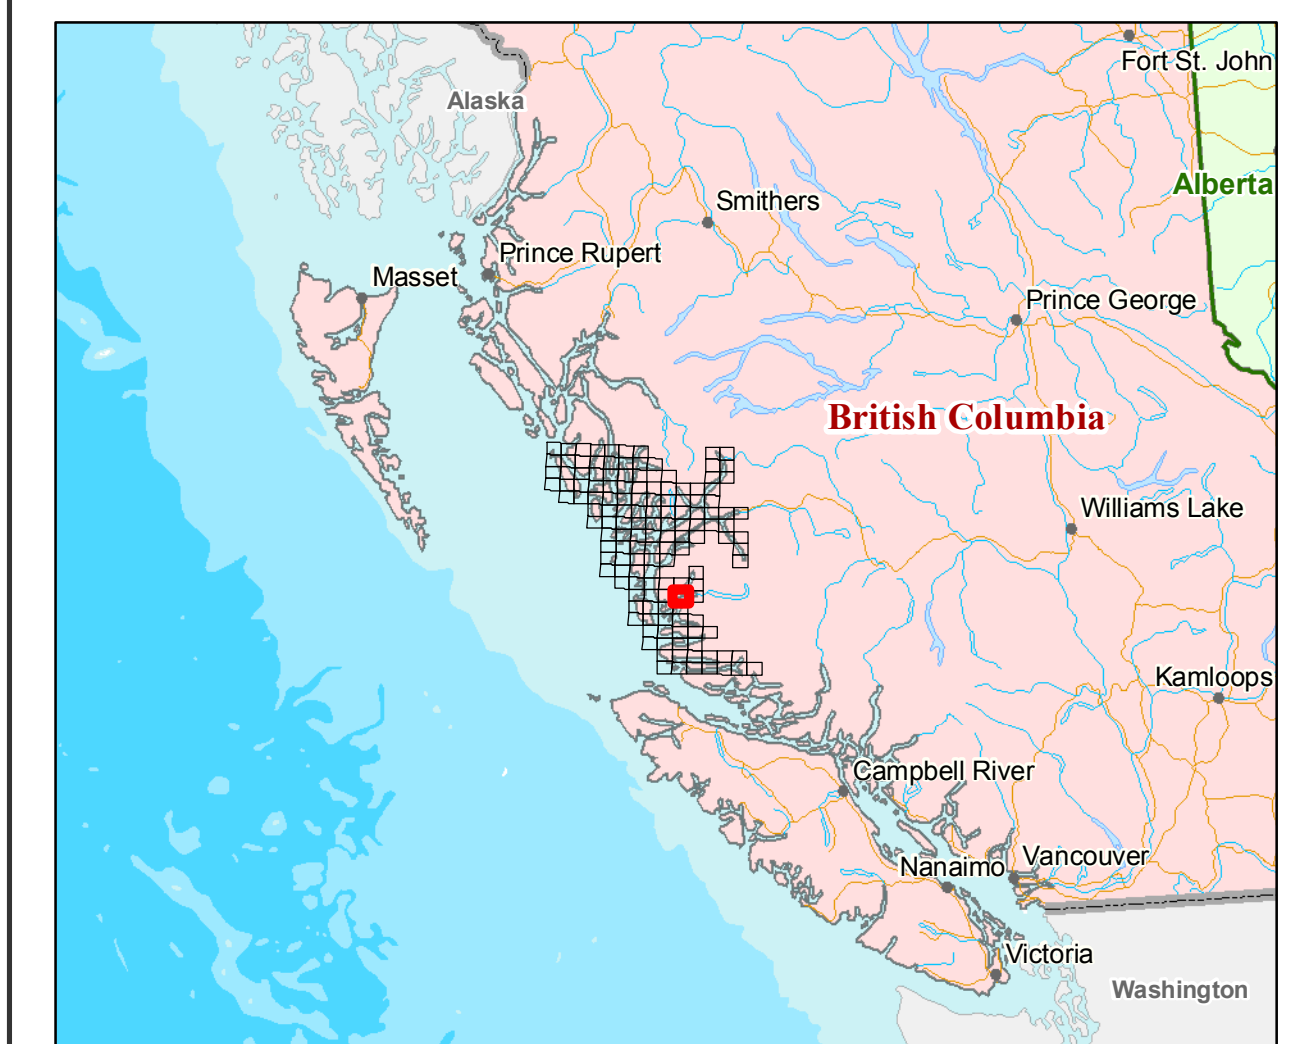 Fort St. John
Alaska
Alberta
Smithers
Prince Rupert
Masset
Prince George
British Columbia
Williams Lake
Kamloops
Campbell River
Vancouver
Nanaimo
Victoria
Washington